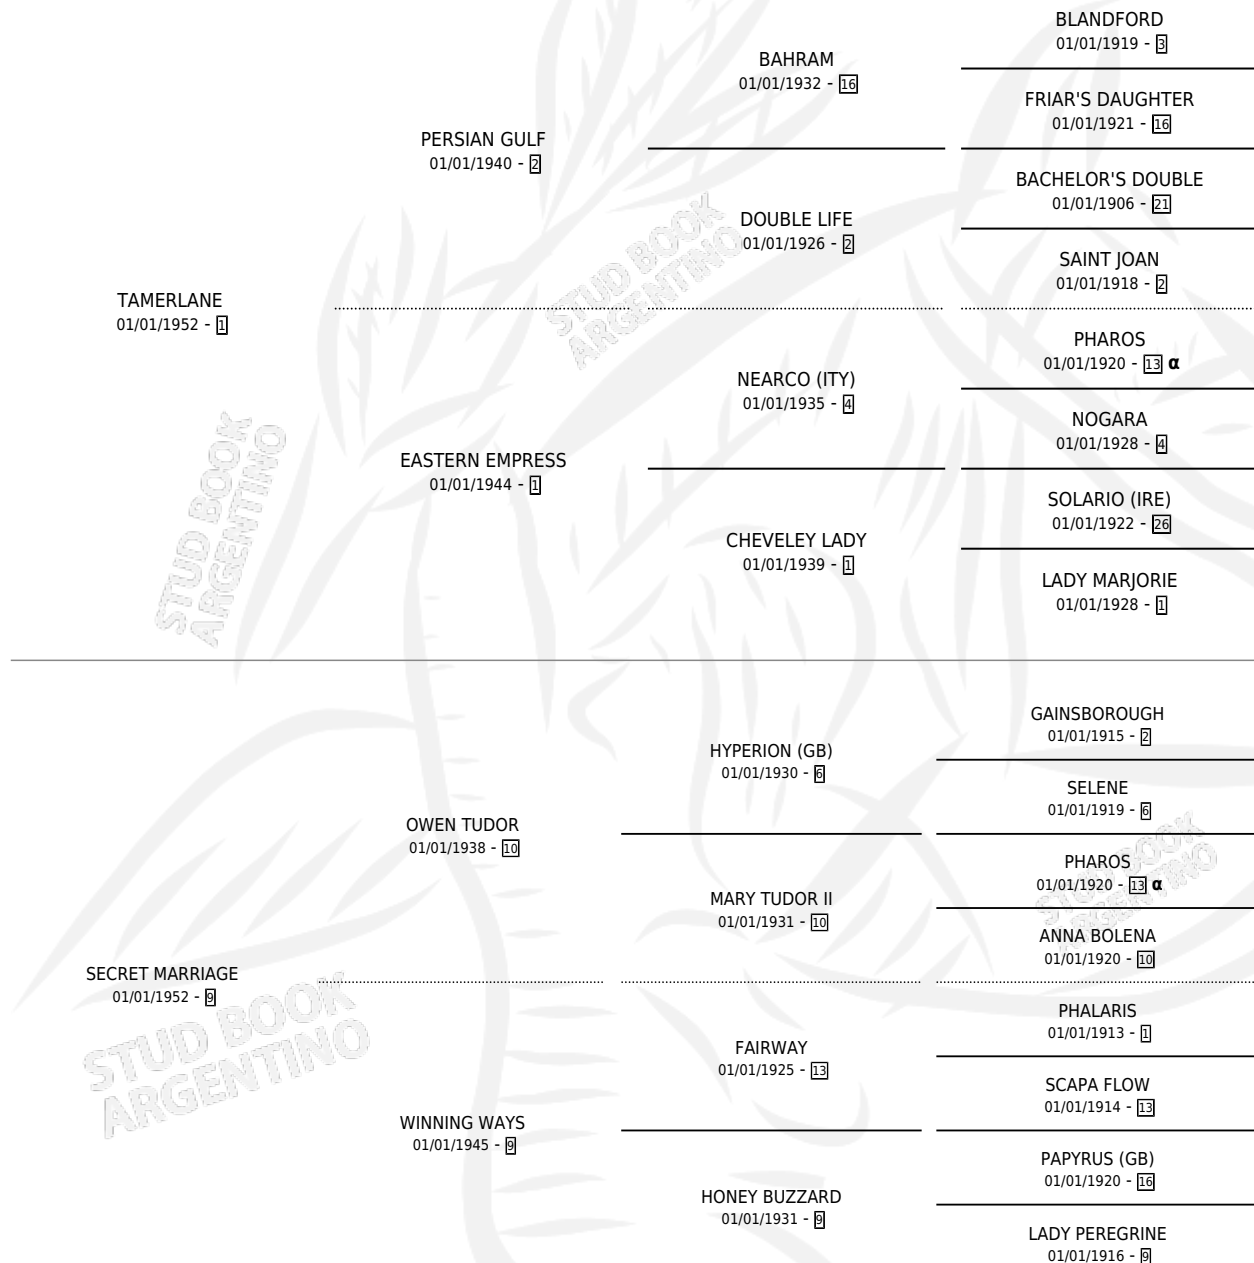 BLANDFORD
01/01/1919 - 3
BAHRAM
01/01/1932 - 16
FRIAR'S DAUGHTER
01/01/1921 - 16
PERSIAN GULF
01/01/1940 - 2
BACHELOR'S DOUBLE
01/01/1906 - 21
DOUBLE LIFE
01/01/1926 - 2
SAINT JOAN
01/01/1918 - 2
STUD BOOK
ARGENTINO
TAMERLANE
01/01/1952 - 1
PHAROS
01/01/1920 - 13 α
NEARCO (ITY)
01/01/1935 - 4
NOGARA
01/01/1928 - 4
EASTERN EMPRESS
01/01/1944 - 1
SOLARIO (IRE)
01/01/1922 - 26
CHEVELEY LADY
01/01/1939 - 1
LADY MARJORIE
01/01/1928 - 1
STUD BOOK
ARGENTINO
GAINSBOROUGH
01/01/1915 - 2
HYPERION (GB)
01/01/1930 - 6
SELENE
01/01/1919 - 6
OWEN TUDOR
01/01/1938 - 10
PHAROS
01/01/1920 - 13 α
MARY TUDOR II
01/01/1931 - 10
STUD BOOK
ARGENTINO
ANNA BOLENA
01/01/1920 - 10
SECRET MARRIAGE
01/01/1952 - 9
PHALARIS
01/01/1913 - 1
FAIRWAY
01/01/1925 - 13
SCAPA FLOW
01/01/1914 - 13
STUD BOOK
ARGENTINO
WINNING WAYS
01/01/1945 - 9
PAPYRUS (GB)
01/01/1920 - 16
HONEY BUZZARD
01/01/1931 - 9
LADY PEREGRINE
01/01/1916 - 9